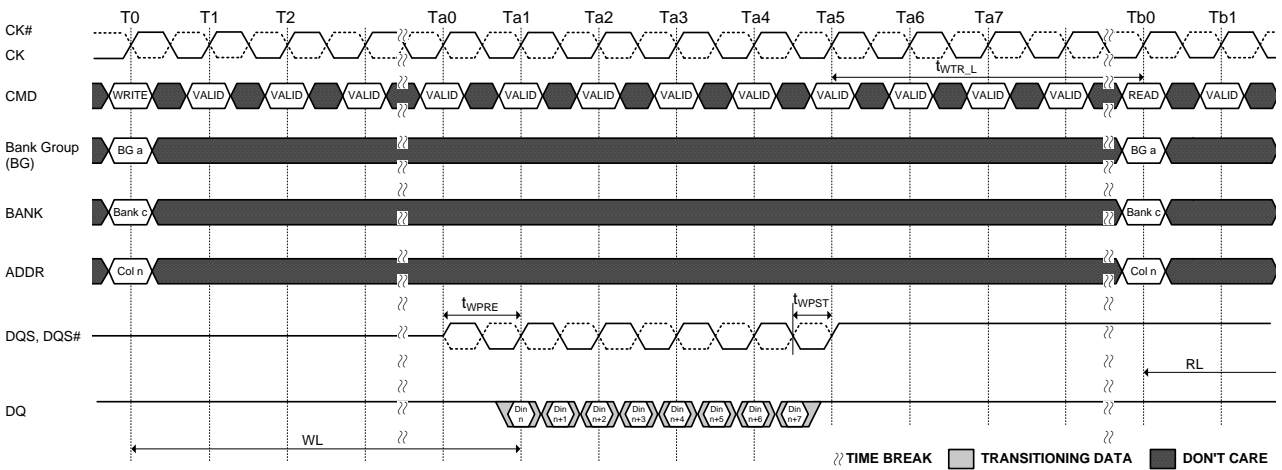 T0 T1 T2 Ta0 Ta1 Ta2 Ta3 Ta4 Ta5 Ta6 Ta7 Tb0 Tb1
CK#
CK
tWTR_L
CMD WRITE VALID VALID VALID VALID VALID VALID VALID VALID VALID VALID VALID VALID READ VALID
Bank Group
(BG) BG a BG a
BANK Bank c Bank c
ADDR Col n Col n
tWPRE tWPST
DQS, DQS#
RL
DQ Din n Din n+1 Din n+2 Din n+3 Din n+4 Din n+5 Din n+6 Din n+7
WL
TIME BREAK TRANSITIONING DATA DON'T CARE